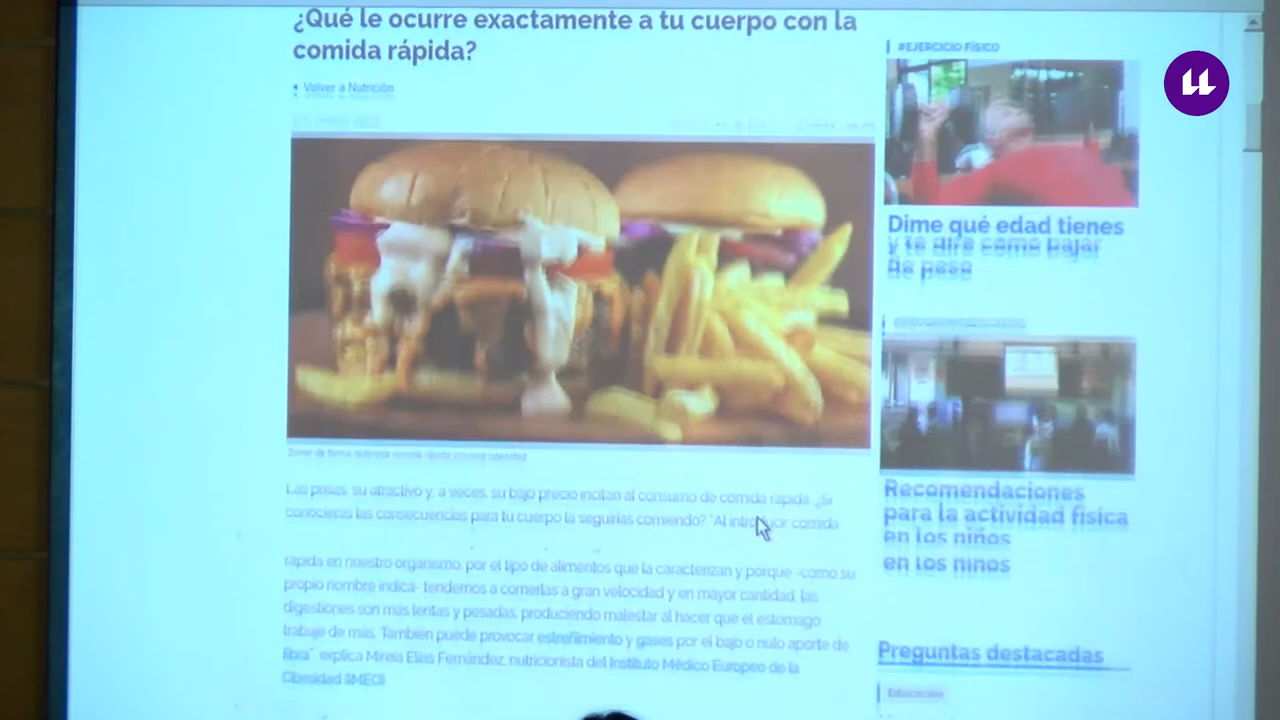 ¿Qué le ocurre exactamente a tu cuerpo con la
comida rápida?
Volver a Nutrición
#EJERCICIO FÍSICO
Dime qué edad tienes
y te diré cómo bajar
de peso
Las prisas, su atractivo y, a veces, su bajo precio incitan al consumo de comida rápida. ¿Si
conocieras las consecuencias para tu cuerpo la seguirías comiendo? "Al introducir comida
rápida en nuestro organismo, por el tipo de alimentos que la caracterizan y porque -como su
propio nombre indica- tendemos a comerlas a gran velocidad y en mayor cantidad, las
digestiones son más lentas y pesadas, produciendo malestar al hacer que el estómago
trabaje de más. También puede provocar estreñimiento y gases por el bajo o nulo aporte de
fibra", explica Mireia Elías Fernández, nutricionista del Instituto Médico Europeo de la
Obesidad (IMEO)
Recomendaciones
para la actividad física
en los niños
en los niños
Preguntas destacadas
Educación